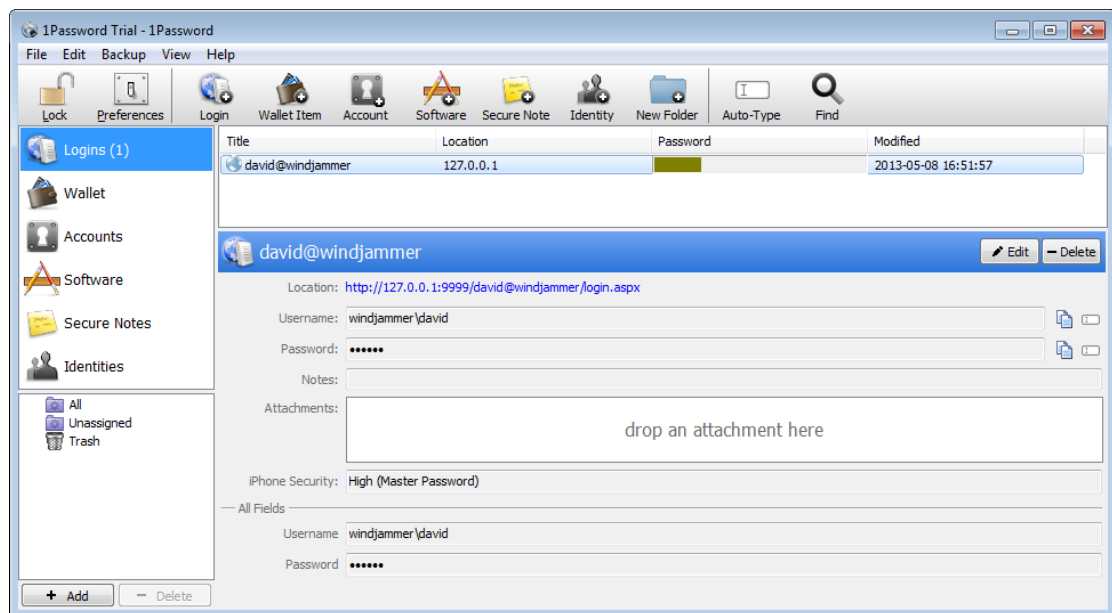 1Password Trial - 1Password
File Edit Backup View Help
Lock Preferences Login Wallet Item Account Software Secure Note Identity New Folder Auto-Type Find
Logins (1)
Wallet
Accounts
Software
Secure Notes
Identities
All
Unassigned
Trash
+ Add - Delete
Title Location Password Modified
david@windjammer 127.0.0.1 2013-05-08 16:51:57
david@windjammer Edit - Delete
Location: http://127.0.0.1:9999/david@windjammer/login.aspx
Username: windjammer\david
Password: ••••••
Notes:
Attachments: drop an attachment here
iPhone Security: High (Master Password)
All Fields
Username windjammer\david
Password ••••••